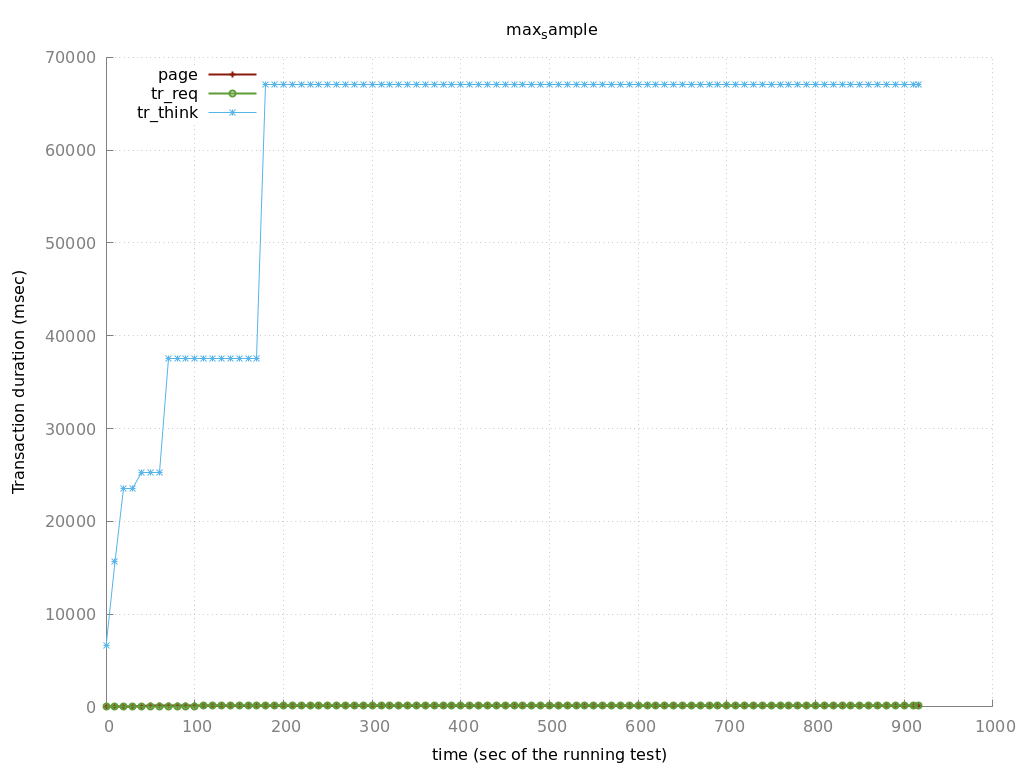 max_sample
70000
60000
50000
40000
30000
20000
10000
0
page
tr_req
tr_think
Transaction duration (msec)
0 100 200 300 400 500 600 700 800 900 1000
time (sec of the running test)